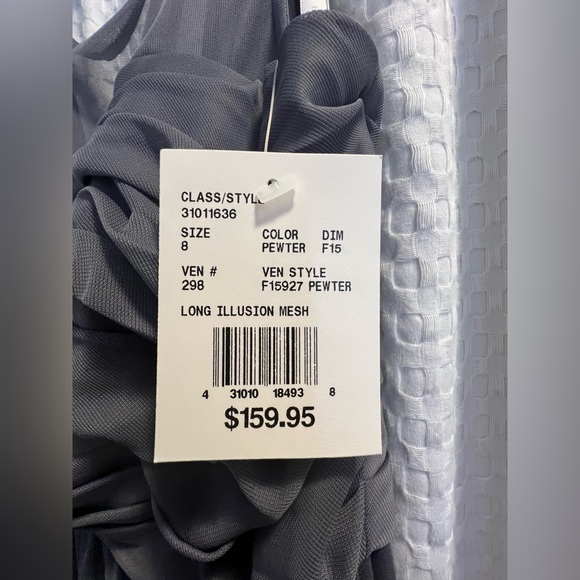 CLASS/STYLE
31011636
SIZE COLOR DIM
8 PEWTER F15
VEN # VEN STYLE
298 F15927 PEWTER
LONG ILLUSION MESH
4 31010 18493 8
$159.95